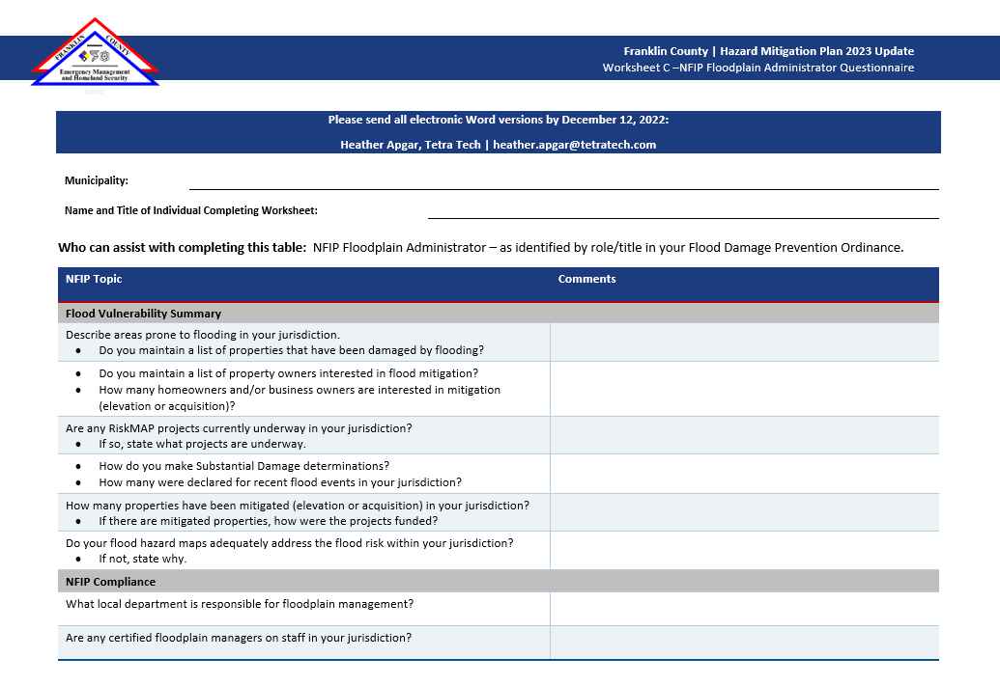 FRANKLIN COUNTY
Emergency Management
and Homeland Security
OHIO
Franklin County | Hazard Mitigation Plan 2023 Update
Worksheet C –NFIP Floodplain Administrator Questionnaire
Please send all electronic Word versions by December 12, 2022:
Heather Apgar, Tetra Tech | heather.apgar@tetratech.com
Municipality:
Name and Title of Individual Completing Worksheet:
Who can assist with completing this table: NFIP Floodplain Administrator – as identified by role/title in your Flood Damage Prevention Ordinance.
NFIP Topic Comments
Flood Vulnerability Summary
Describe areas prone to flooding in your jurisdiction.
• Do you maintain a list of properties that have been damaged by flooding?
• Do you maintain a list of property owners interested in flood mitigation?
• How many homeowners and/or business owners are interested in mitigation
(elevation or acquisition)?
Are any RiskMAP projects currently underway in your jurisdiction?
• If so, state what projects are underway.
• How do you make Substantial Damage determinations?
• How many were declared for recent flood events in your jurisdiction?
How many properties have been mitigated (elevation or acquisition) in your jurisdiction?
• If there are mitigated properties, how were the projects funded?
Do your flood hazard maps adequately address the flood risk within your jurisdiction?
• If not, state why.
NFIP Compliance
What local department is responsible for floodplain management?
Are any certified floodplain managers on staff in your jurisdiction?